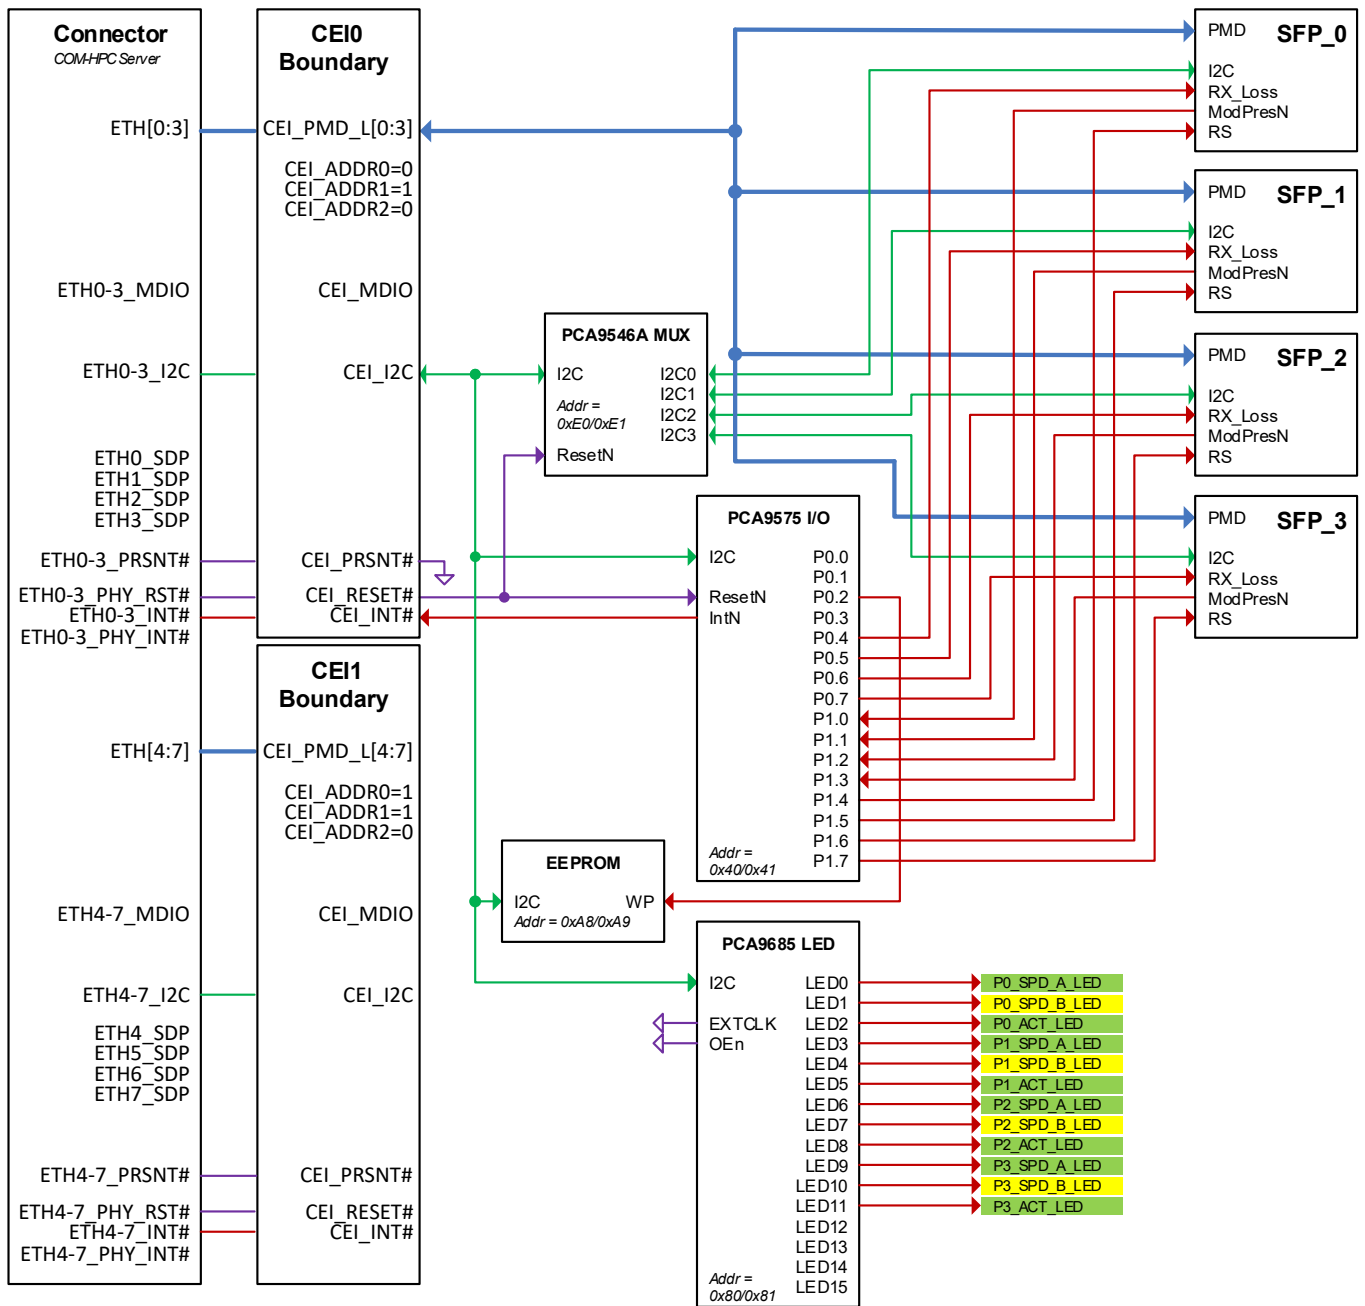 Connector
COM-HPC Server
ETH[0:3]
ETH0-3_MDIO
ETH0-3_I2C
ETH0_SDP
ETH1_SDP
ETH2_SDP
ETH3_SDP
ETH0-3_PRSNT#
ETH0-3_PHY_RST#
ETH0-3_INT#
ETH0-3_PHY_INT#
ETH[4:7]
ETH4-7_MDIO
ETH4-7_I2C
ETH4_SDP
ETH5_SDP
ETH6_SDP
ETH7_SDP
ETH4-7_PRSNT#
ETH4-7_PHY_RST#
ETH4-7_INT#
ETH4-7_PHY_INT#
CEI0
Boundary
CEI_PMD_L[0:3]
CEI_ADDR0=0
CEI_ADDR1=1
CEI_ADDR2=0
CEI_MDIO
CEI_I2C
CEI_PRSNT#
CEI_RESET#
CEI_INT#
CEI1
Boundary
CEI_PMD_L[4:7]
CEI_ADDR0=1
CEI_ADDR1=1
CEI_ADDR2=0
CEI_MDIO
CEI_I2C
CEI_PRSNT#
CEI_RESET#
CEI_INT#
PCA9546A MUX
I2C
Addr =
0xE0/0xE1
ResetN
I2C0
I2C1
I2C2
I2C3
PCA9575 I/O
I2C
ResetN
IntN
Addr =
0x40/0x41
P0.0
P0.1
P0.2
P0.3
P0.4
P0.5
P0.6
P0.7
P1.0
P1.1
P1.2
P1.3
P1.4
P1.5
P1.6
P1.7
EEPROM
I2C WP
Addr = 0xA8/0xA9
PCA9685 LED
I2C
EXTCLK
OEn
Addr =
0x80/0x81
LED0
LED1
LED2
LED3
LED4
LED5
LED6
LED7
LED8
LED9
LED10
LED11
LED12
LED13
LED14
LED15
P0_SPD_A_LED
P0_SPD_B_LED
P0_ACT_LED
P1_SPD_A_LED
P1_SPD_B_LED
P1_ACT_LED
P2_SPD_A_LED
P2_SPD_B_LED
P2_ACT_LED
P3_SPD_A_LED
P3_SPD_B_LED
P3_ACT_LED
PMD SFP_0
I2C
RX_Loss
ModPresN
RS
PMD SFP_1
I2C
RX_Loss
ModPresN
RS
PMD SFP_2
I2C
RX_Loss
ModPresN
RS
PMD SFP_3
I2C
RX_Loss
ModPresN
RS